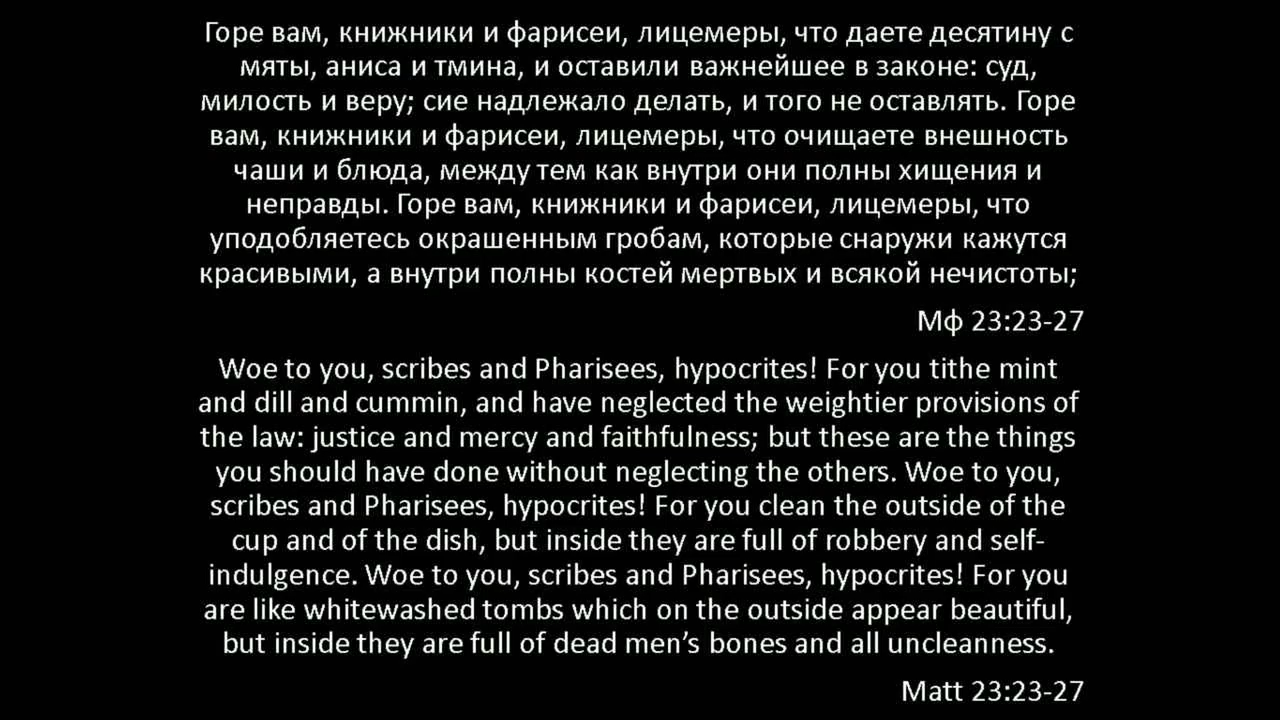 Горе вам, книжники и фарисеи, лицемеры, что даете десятину с
мяты, аниса и тмина, и оставили важнейшее в законе: суд,
милость и веру; сие надлежало делать, и того не оставлять. Горе
вам, книжники и фарисеи, лицемеры, что очищаете внешность
чаши и блюда, между тем как внутри они полны хищения и
неправды. Горе вам, книжники и фарисеи, лицемеры, что
уподобляетесь окрашенным гробам, которые снаружи кажутся
красивыми, а внутри полны костей мертвых и всякой нечистоты;
Мф 23:23-27
Woe to you, scribes and Pharisees, hypocrites! For you tithe mint
and dill and cummin, and have neglected the weightier provisions of
the law: justice and mercy and faithfulness; but these are the things
you should have done without neglecting the others. Woe to you,
scribes and Pharisees, hypocrites! For you clean the outside of the
cup and of the dish, but inside they are full of robbery and self-
indulgence. Woe to you, scribes and Pharisees, hypocrites! For you
are like whitewashed tombs which on the outside appear beautiful,
but inside they are full of dead men’s bones and all uncleanness.
Matt 23:23-27